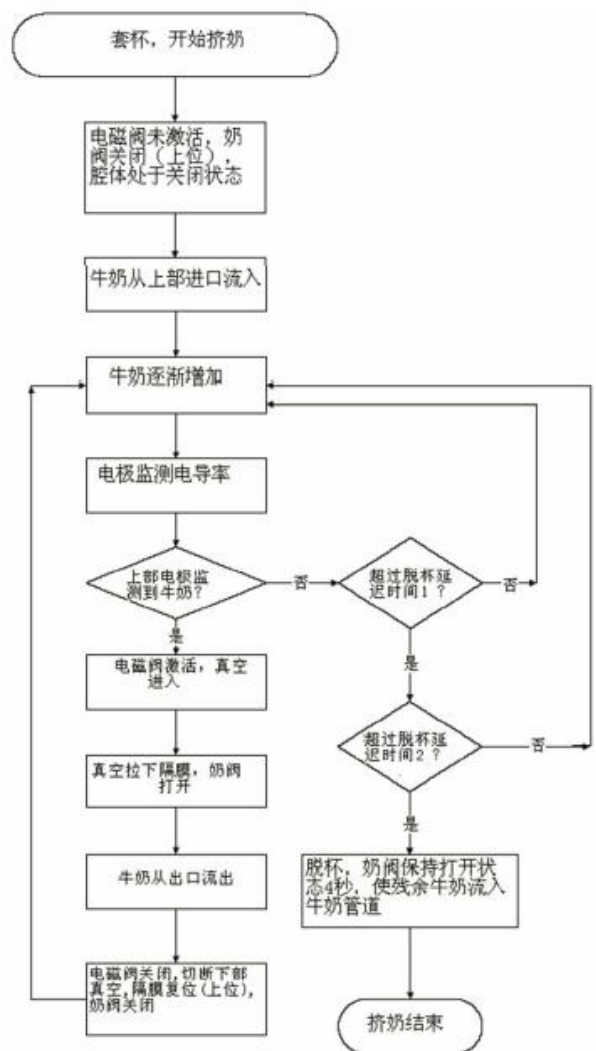 套杯，开始挤奶
电磁阀未激活，奶
阀关闭（上位），
腔体处于关闭状态
牛奶从上部进口流入
牛奶逐渐增加
电极监测电导率
上部电极监
测到牛奶？
否
超过脱杯延
迟时间1？
否
是
是
电磁阀激活，真空
进入
超过脱杯延
迟时间2？
否
真空拉下隔膜，奶阀
打开
是
牛奶从出口流出
脱杯，奶阀保持打开状
态4秒，使残余牛奶流入
牛奶管道
电磁阀关闭,切断下部
真空,隔膜复位(上位),
奶阀关闭
挤奶结束